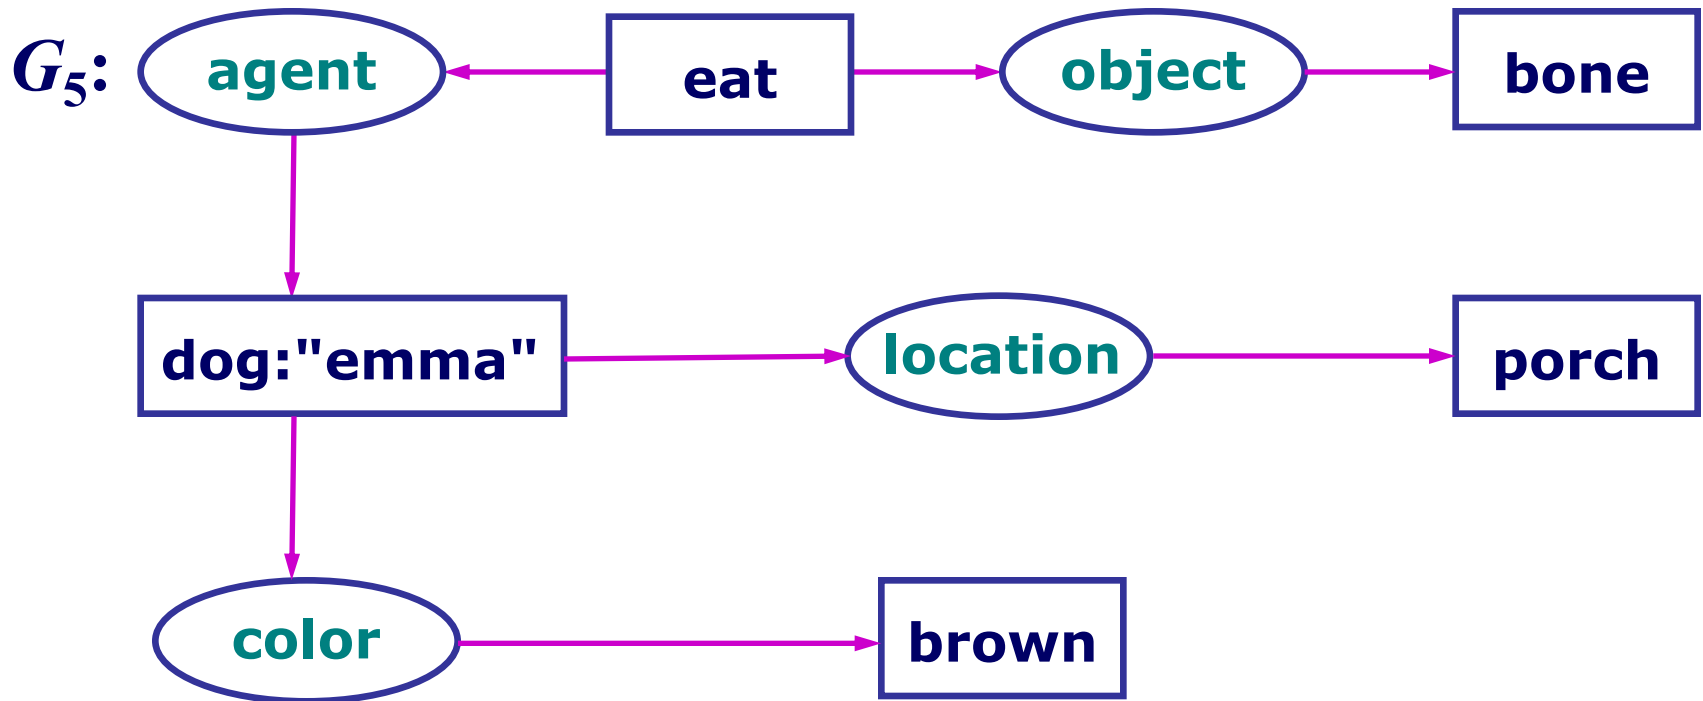 G5: agent eat object bone
dog:"emma" location porch
color brown